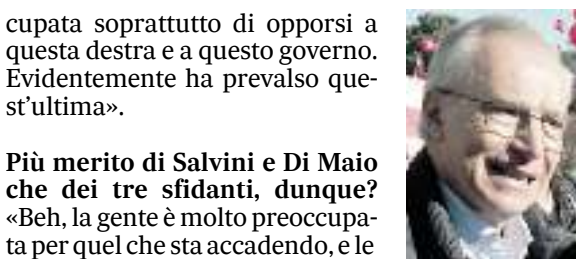 cupata soprattutto di opporsi a
questa destra e a questo governo.
Evidentemente ha prevalso que-
st'ultima».
Più merito di Salvini e Di Maio
che dei tre sfidanti, dunque?
«Beh, la gente è molto preoccupa-
ta per quel che sta accadendo, e le